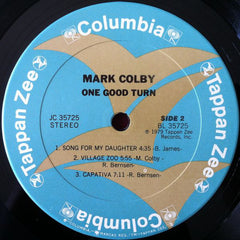 Columbia
Tappan Zee
Tappan Zee
MARK COLBY
ONE GOOD TURN
JC 35725
STEREO
SIDE 2
BL 35725
℗ 1979 Tappan Zee
Records, Inc.
1. SONG FOR MY DAUGHTER 4:35 -B. James-
2. VILLAGE ZOO 5:55 -M. Colby -
R. Bernsen-
3. CAPATIVA 7:11 - R. Bernsen-
Tappan Zee
Tappan Zee
Columbia